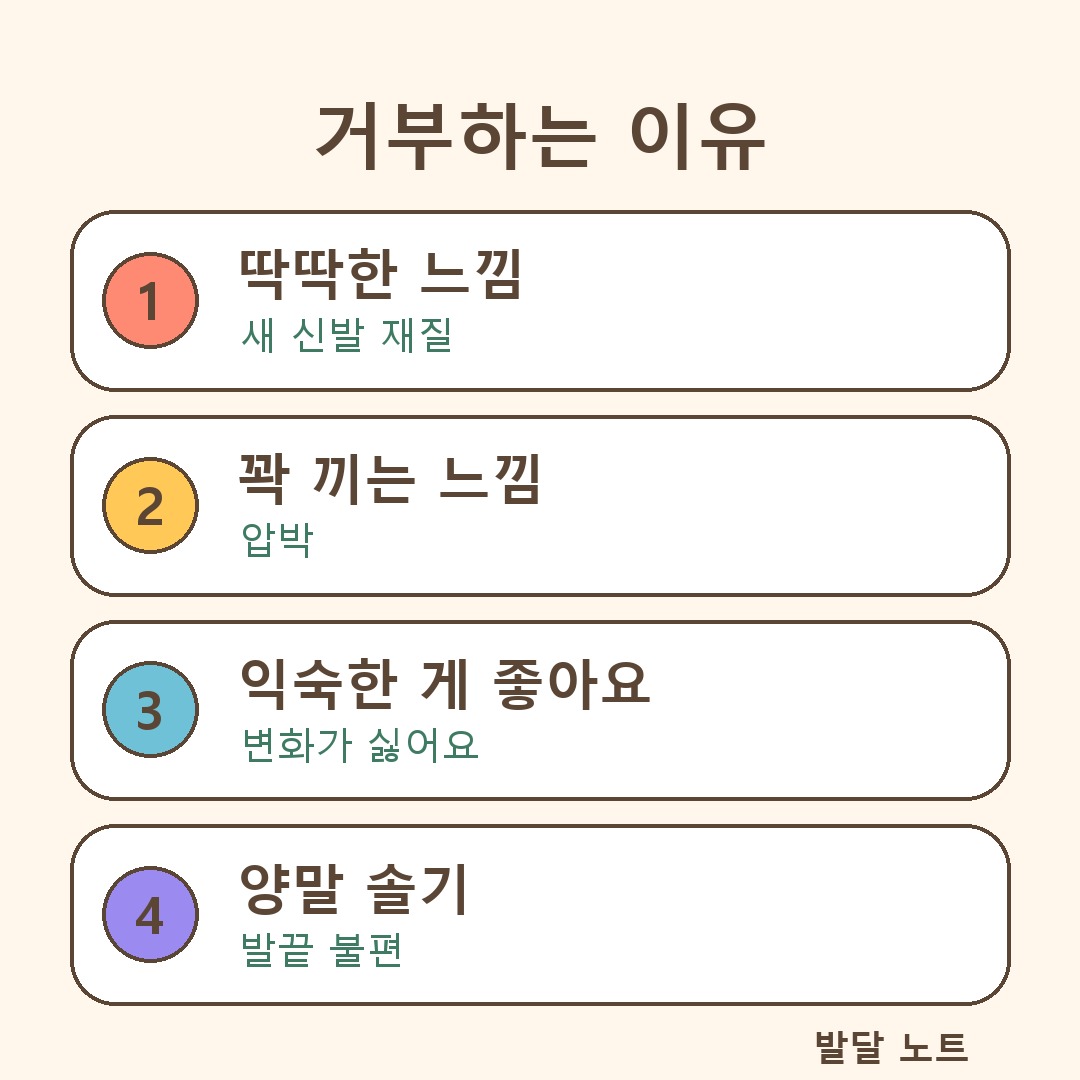 거부하는 이유
1
딱딱한 느낌
새 신발 재질
2
꽉 끼는 느낌
압박
3
익숙한 게 좋아요
변화가 싫어요
4
양말 솔기
발끝 불편
발달 노트